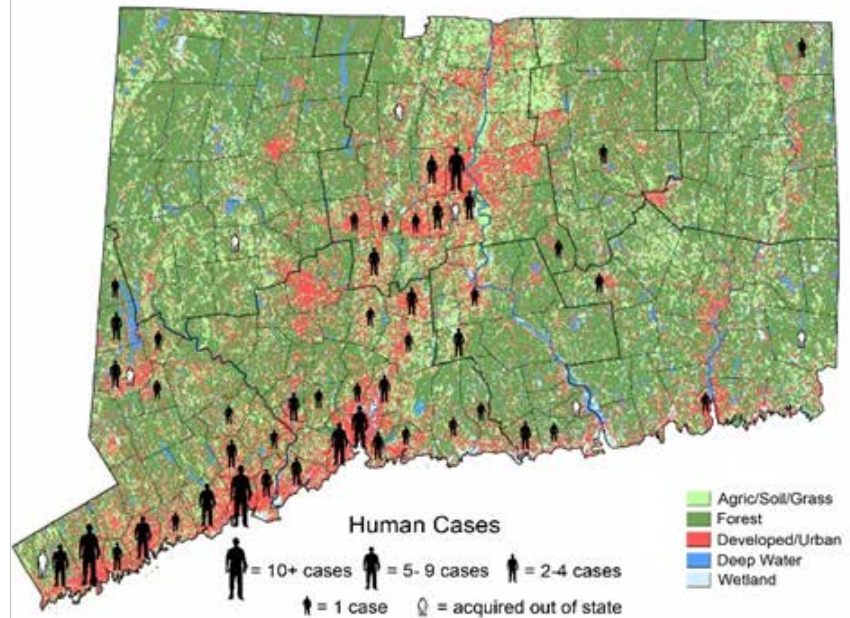 Human Cases
= 10+ cases = 5- 9 cases = 2-4 cases
= 1 case = acquired out of state
Agric/Soil/Grass
Forest
Developed/Urban
Deep Water
Wetland